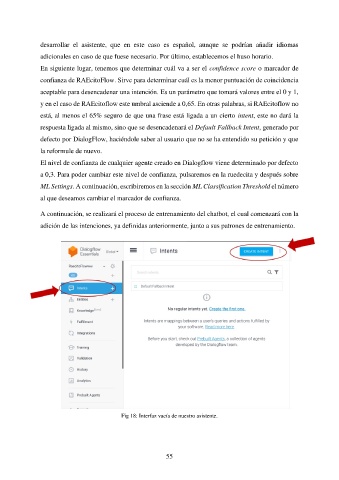 desarrollar el asistente, que en este caso es español, aunque se podrían añadir idiomas
adicionales en caso de que fuese necesario. Por último, establecemos el huso horario.
En siguiente lugar, tenemos que determinar cuál va a ser el confidence score o marcador de
confianza de RAEcitoFlow. Sirve para determinar cuál es la menor puntuación de coincidencia
aceptable para desencadenar una intención. Es un parámetro que tomará valores entre el 0 y 1,
y en el caso de RAEcitoflow este umbral asciende a 0,65. En otras palabras, si RAEcitoflow no
está, al menos el 65% seguro de que una frase está ligada a un cierto intent, este no dará la
respuesta ligada al mismo, sino que se desencadenará el Default Fallback Intent, generado por
defecto por DialogFlow, haciéndole saber al usuario que no se ha entendido su petición y que
la reformule de nuevo.
El nivel de confianza de cualquier agente creado en Dialogflow viene determinado por defecto
a 0,3. Para poder cambiar este nivel de confianza, pulsaremos en la ruedecita y después sobre
ML Settings. A continuación, escribiremos en la sección ML Classification Threshold el número
al que deseamos cambiar el marcador de confianza.
A continuación, se realizará el proceso de entrenamiento del chatbot, el cual comenzará con la
adición de las intenciones, ya definidas anteriormente, junto a sus patrones de entrenamiento.
Dialogflow
Essentials
Global
Intents
CREATE INTENT
Intents
Default Fallback Intent
Entities
Knowledge
No regular intents yet. Create the first one.
Fulfillment
Intents are mappings between a user's queries and actions fulfilled by
your software. Read more here.
Integrations
Before you start, check out Prebuilt Agents, a collection of agents
developed by the Dialogflow team.
Training
Validation
History
Analytics
Prebuilt Agents
Fig 18: Interfaz vacía de nuestro asistente.
55